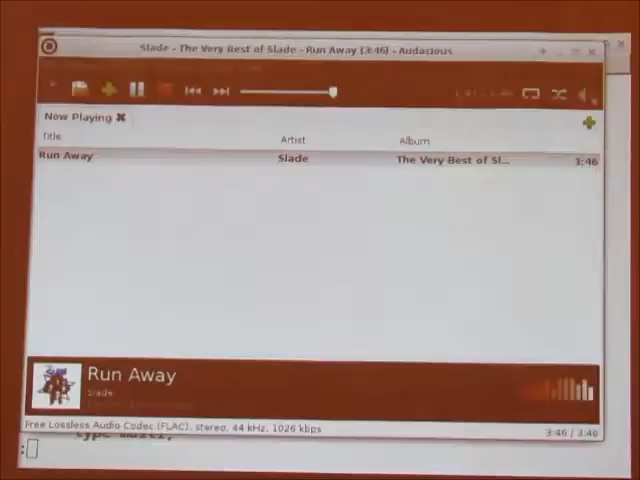 Slade - The Very Best of Slade - Run Away (3:46) - Audacious
Now Playing
Title Artist Album
Run Away Slade The Very Best of Sl... 3:46
Run Away
Slade
Free Lossless Audio Codec (FLAC), stereo, 44 kHz, 1026 kbps 3:46 / 3:46
type multi;
: